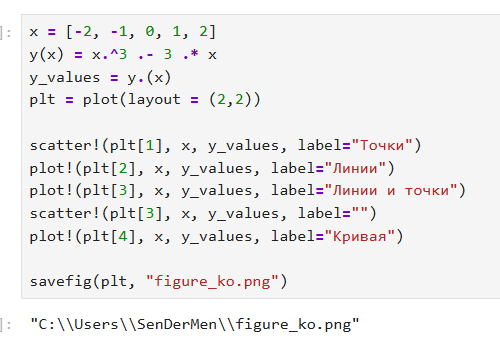 ]: x = [-2, -1, 0, 1, 2]
y(x) = x.^3 .- 3 .* x
y_values = y.(x)
plt = plot(layout = (2,2))
scatter!(plt[1], x, y_values, label="Точки")
plot!(plt[2], x, y_values, label="Линии")
plot!(plt[3], x, y_values, label="Линии и точки")
scatter!(plt[3], x, y_values, label="")
plot!(plt[4], x, y_values, label="Кривая")
savefig(plt, "figure_ko.png")
]: "C:\\Users\\SenDerMen\\figure_ko.png"